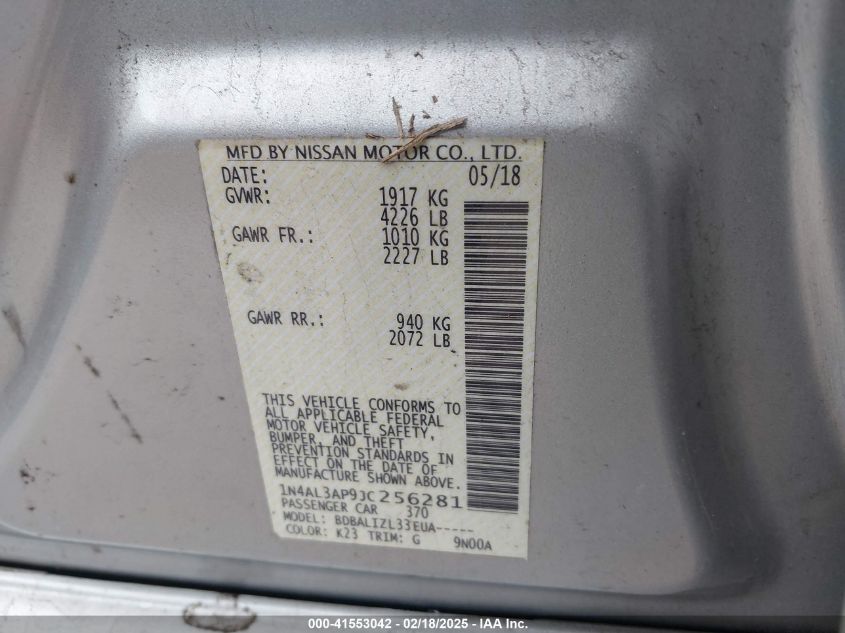 MFD BY NISSAN MOTOR CO., LTD.
DATE: 05/18
GVWR: 1917 KG
4226 LB
GAWR FR.: 1010 KG
2227 LB
GAWR RR.: 940 KG
2072 LB
THIS VEHICLE CONFORMS TO
ALL APPLICABLE FEDERAL
MOTOR VEHICLE SAFETY,
BUMPER, AND THEFT
PREVENTION STANDARDS IN
EFFECT ON THE DATE OF
MANUFACTURE SHOWN ABOVE.
1N4AL3AP9JC256281
PASSENGER CAR 370
MODEL: BDBALIZL33EUA-----
COLOR: K23 TRIM: G 9N00A
000-41553042 - 02/18/2025 - IAAI.com